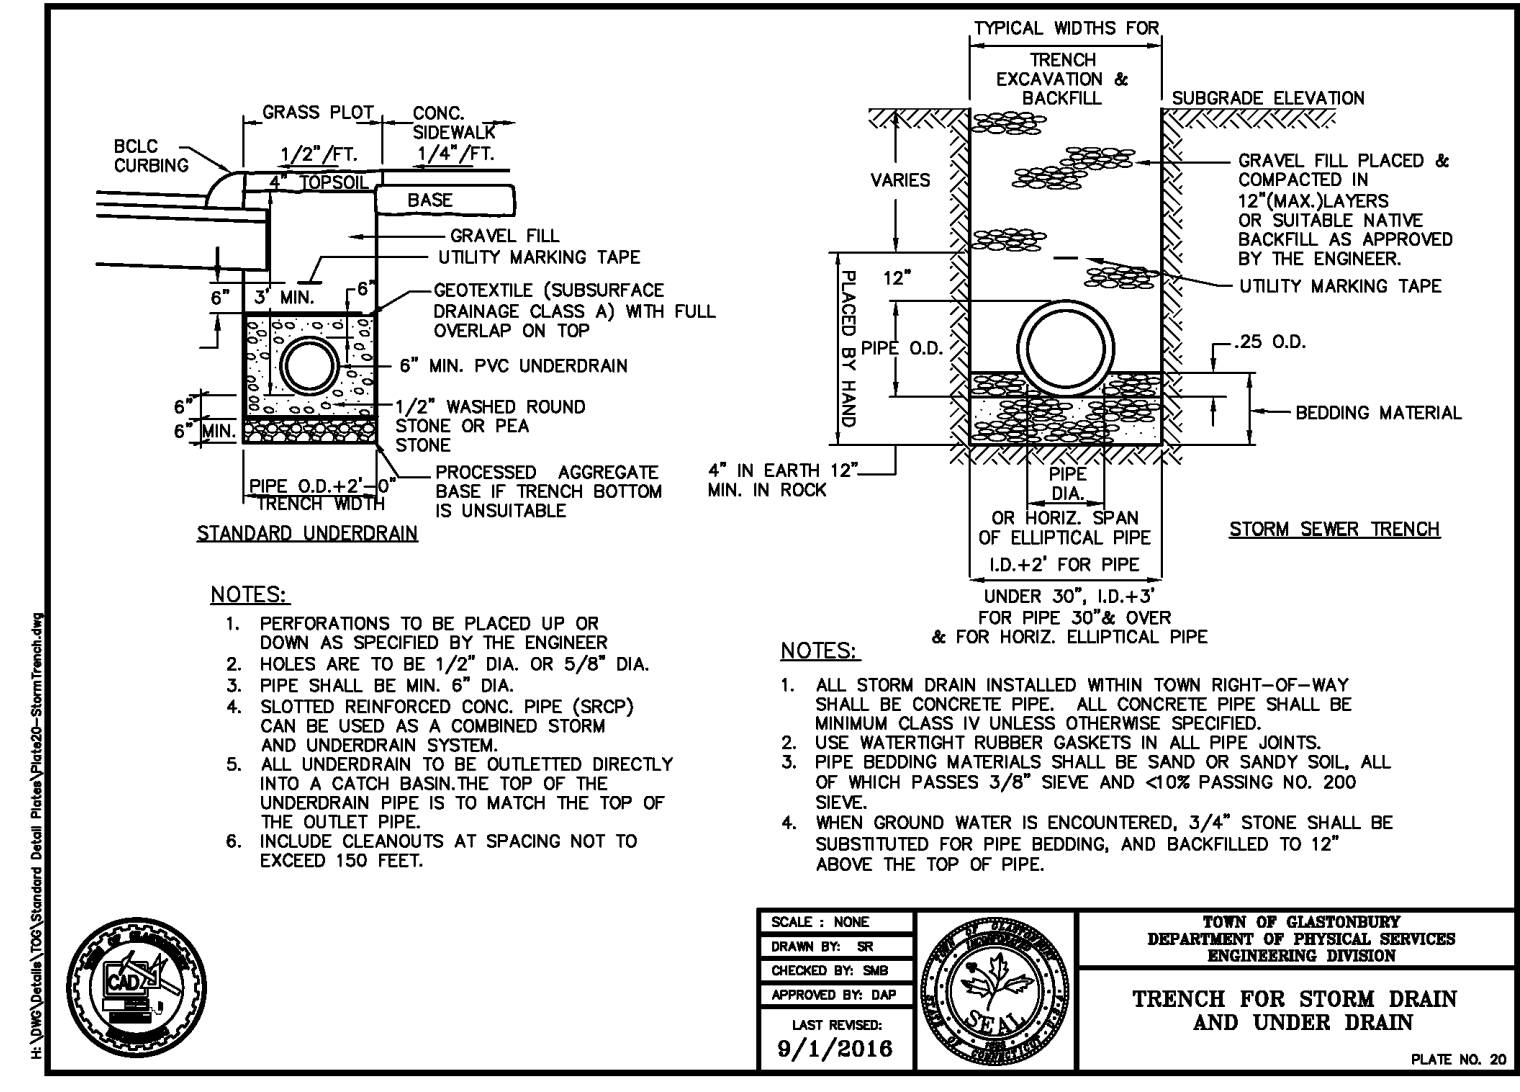 GRASS PLOT
CONC.
SIDEWALK
BCLC
CURBING
1/2"/FT.
1/4"/FT.
4" TOPSOIL
BASE
GRAVEL FILL
UTILITY MARKING TAPE
6"
3' MIN.
6"
GEOTEXTILE (SUBSURFACE
DRAINAGE CLASS A) WITH FULL
OVERLAP ON TOP
6" MIN. PVC UNDERDRAIN
6"
1/2" WASHED ROUND
STONE OR PEA
STONE
6" MIN.
PROCESSED AGGREGATE
BASE IF TRENCH BOTTOM
IS UNSUITABLE
PIPE O.D.+2'-0"
TRENCH WIDTH
STANDARD UNDERDRAIN
NOTES:
1. PERFORATIONS TO BE PLACED UP OR
DOWN AS SPECIFIED BY THE ENGINEER
2. HOLES ARE TO BE 1/2" DIA. OR 5/8" DIA.
3. PIPE SHALL BE MIN. 6" DIA.
4. SLOTTED REINFORCED CONC. PIPE (SRCP)
CAN BE USED AS A COMBINED STORM
AND UNDERDRAIN SYSTEM.
5. ALL UNDERDRAIN TO BE OUTLETTED DIRECTLY
INTO A CATCH BASIN.THE TOP OF THE
UNDERDRAIN PIPE IS TO MATCH THE TOP OF
THE OUTLET PIPE.
6. INCLUDE CLEANOUTS AT SPACING NOT TO
EXCEED 150 FEET.
TYPICAL WIDTHS FOR
TRENCH
EXCAVATION &
BACKFILL
SUBGRADE ELEVATION
VARIES
GRAVEL FILL PLACED &
COMPACTED IN
12"(MAX.)LAYERS
OR SUITABLE NATIVE
BACKFILL AS APPROVED
BY THE ENGINEER.
12"
UTILITY MARKING TAPE
PLACED BY HAND
PIPE O.D.
.25 O.D.
BEDDING MATERIAL
4" IN EARTH 12"
MIN. IN ROCK
PIPE
DIA.
OR HORIZ. SPAN
OF ELLIPTICAL PIPE
I.D.+2' FOR PIPE
UNDER 30", I.D.+3'
FOR PIPE 30"& OVER
& FOR HORIZ. ELLIPTICAL PIPE
STORM SEWER TRENCH
NOTES:
1. ALL STORM DRAIN INSTALLED WITHIN TOWN RIGHT-OF-WAY
SHALL BE CONCRETE PIPE. ALL CONCRETE PIPE SHALL BE
MINIMUM CLASS IV UNLESS OTHERWISE SPECIFIED.
2. USE WATERTIGHT RUBBER GASKETS IN ALL PIPE JOINTS.
3. PIPE BEDDING MATERIALS SHALL BE SAND OR SANDY SOIL, ALL
OF WHICH PASSES 3/8" SIEVE AND <10% PASSING NO. 200
SIEVE.
4. WHEN GROUND WATER IS ENCOUNTERED, 3/4" STONE SHALL BE
SUBSTITUTED FOR PIPE BEDDING, AND BACKFILLED TO 12"
ABOVE THE TOP OF PIPE.
H:\DWG\Details\TOG\Standard Detail Plates\Plate20-StormTrench.dwg
TOWN OF GLASTONBURY
CAD
SCALE : NONE
DRAWN BY: SR
CHECKED BY: SMB
APPROVED BY: DAP
LAST REVISED:
9/1/2016
TOWN OF GLASTONBURY
INCORPORATED
SEAL
STATE OF CONNECTICUT U.S.A.
TOWN OF GLASTONBURY
DEPARTMENT OF PHYSICAL SERVICES
ENGINEERING DIVISION
TRENCH FOR STORM DRAIN
AND UNDER DRAIN
PLATE NO. 20